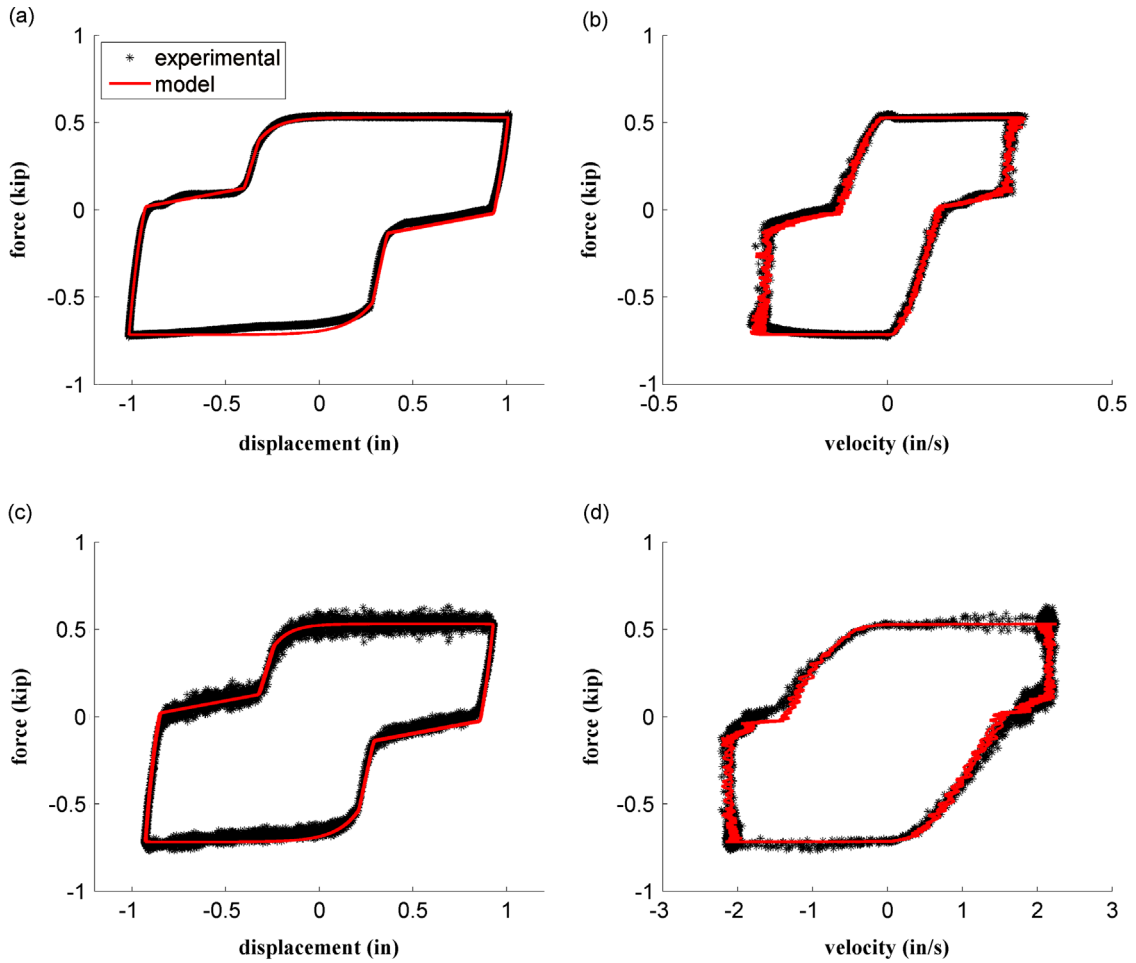 (a)
(b)
1
0.5
0
-0.5
-1
force (kip)
experimental
model
-1
-0.5
0
0.5
1
displacement (in)
1
0.5
0
-0.5
-1
force (kip)
-0.5
0
0.5
velocity (in/s)
(c)
(d)
1
0.5
0
-0.5
-1
force (kip)
-1
-0.5
0
0.5
1
displacement (in)
1
0.5
0
-0.5
-1
force (kip)
-3
-2
-1
0
1
2
3
velocity (in/s)